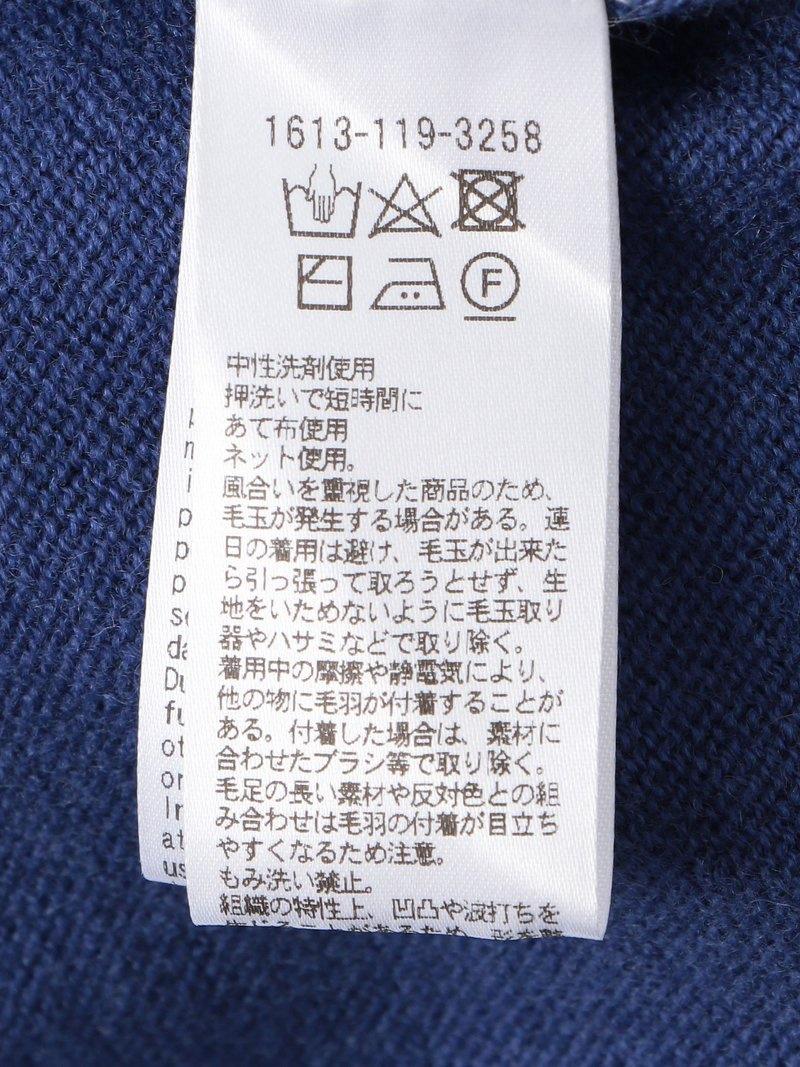 1613-119-3258
F
中性洗剤使用
押洗いで短時間に
あて布使用
ネット使用。
風合いを重視した商品のため、
毛玉が発生する場合がある。連
日の着用は避け、毛玉が出来た
ら引っ張って取ろうとせず、生
地をいためないように毛玉取り
器やハサミなどで取り除く。
着用中の摩擦や静電気により、
他の物に毛羽が付着することが
ある。付着した場合は、素材に
合わせたブラシ等で取り除く。
毛足の長い素材や反対色との組
み合わせは毛羽の付着が目立ち
やすくなるため注意。
もみ洗い禁止。
組織の特性上、凹凸や波打ちを